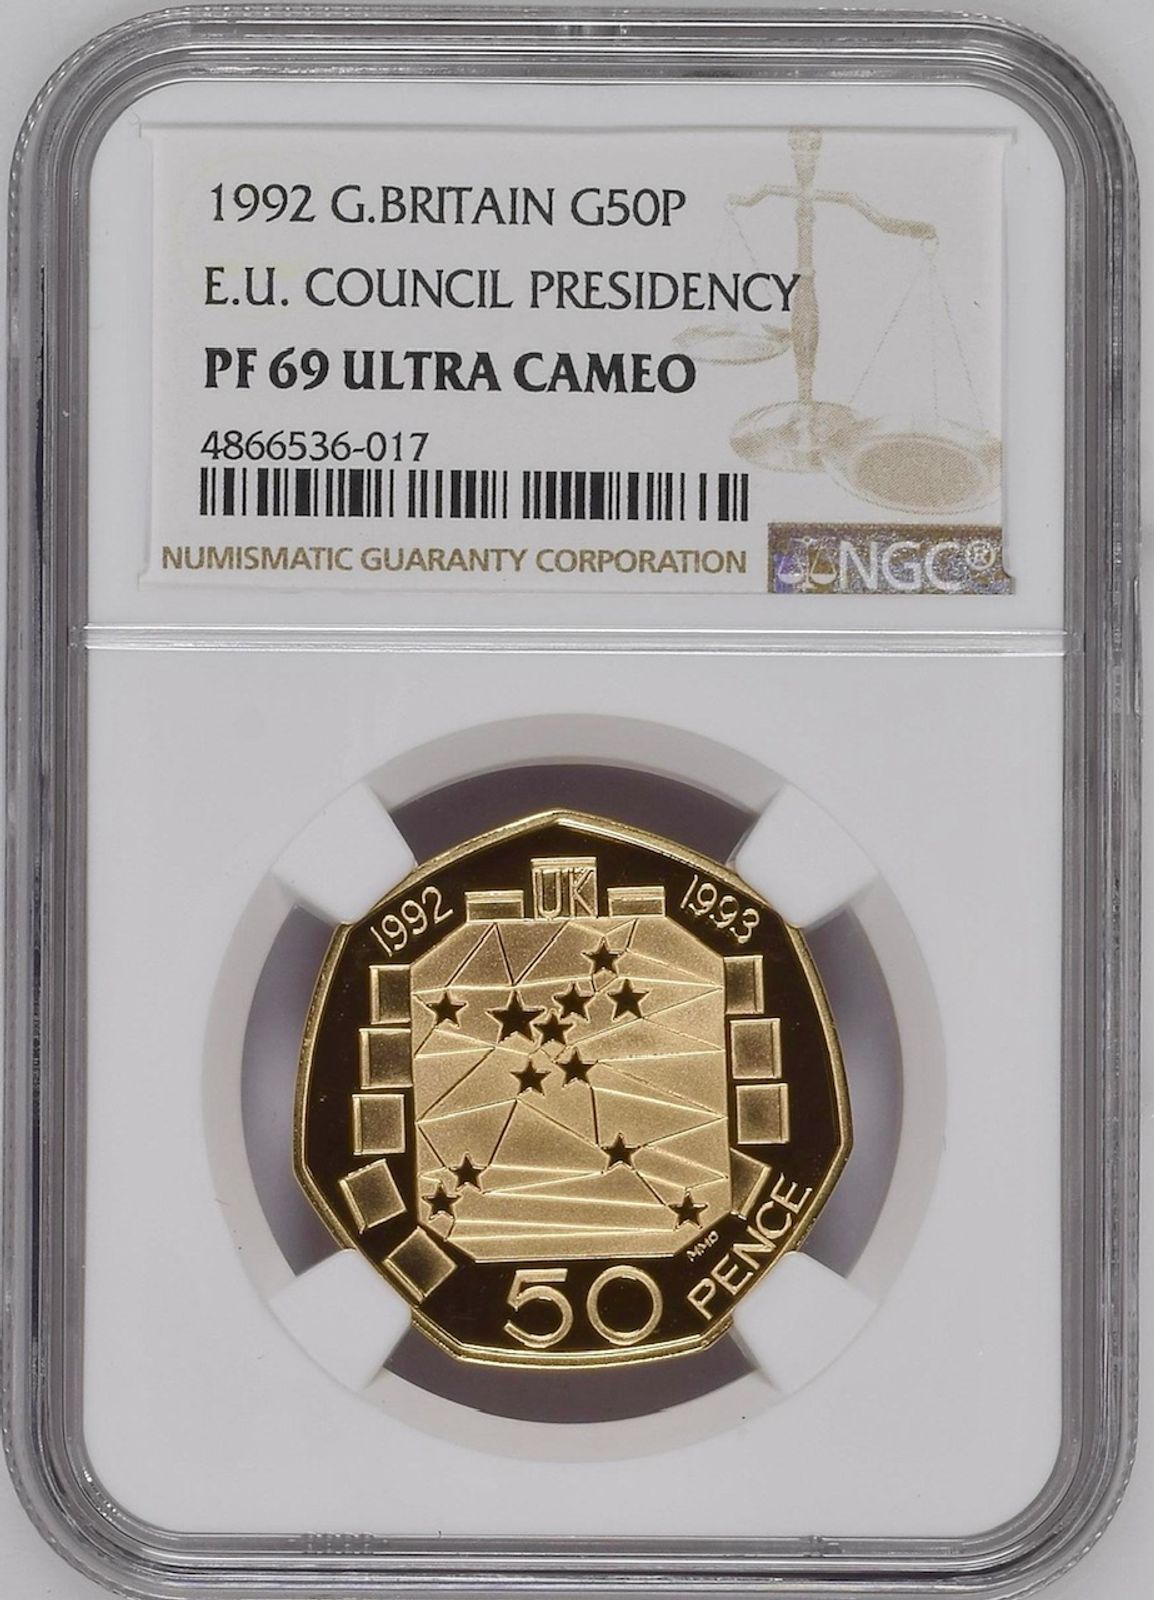 1992 G.BRITAIN G50P
E.U. COUNCIL PRESIDENCY
PF 69 ULTRA CAMEO
4866536-017
NUMISMATIC GUARANTY CORPORATION
NGC®
1992
UK
1993
MMD
50
PENCE